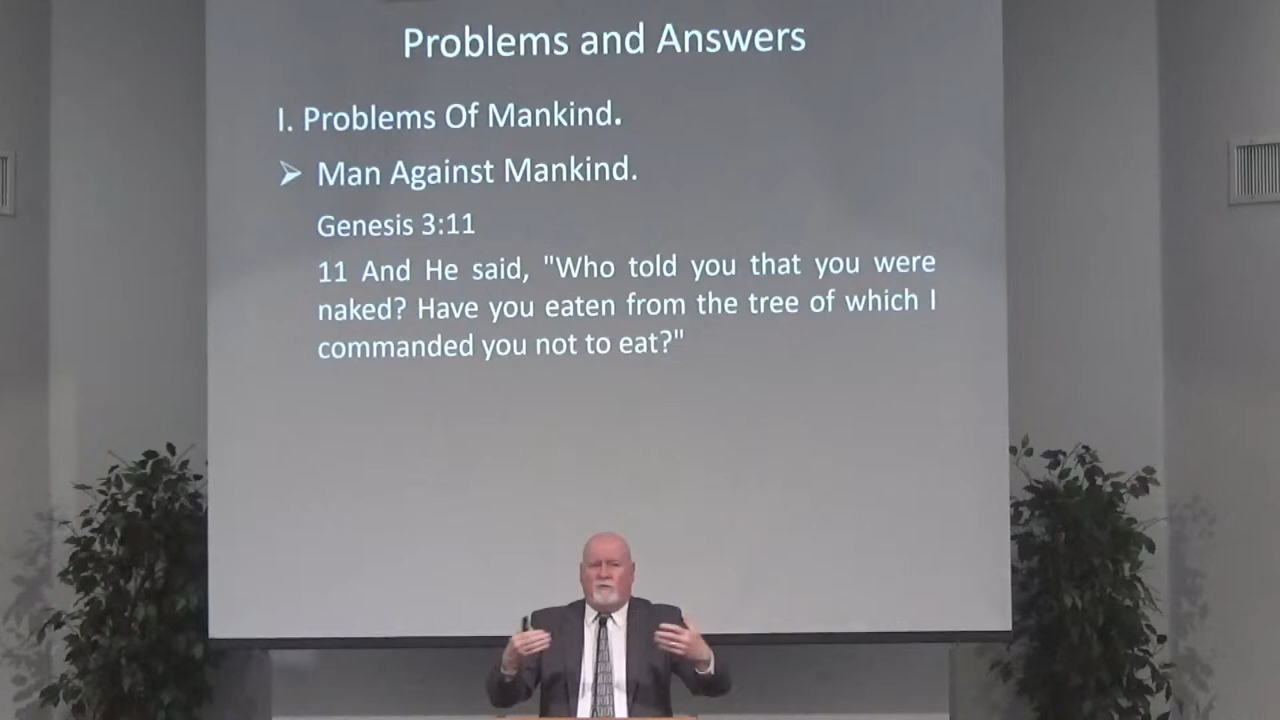 Problems and Answers
I. Problems Of Mankind.
➢ Man Against Mankind.
Genesis 3:11
11 And He said, "Who told you that you were
naked? Have you eaten from the tree of which I
commanded you not to eat?"